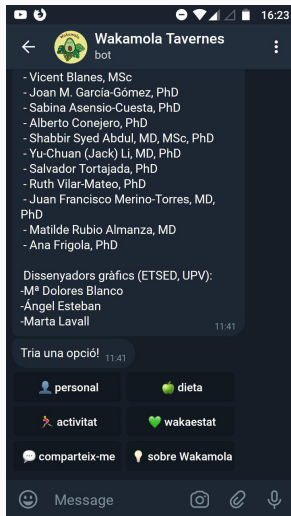 16:23
Wakamola Tavernes
bot
- Vicent Blanes, MSc
- Joan M. García-Gómez, PhD
- Sabina Asensio-Cuesta, PhD
- Alberto Conejero, PhD
- Shabbir Syed Abdul, MD, MSc, PhD
- Yu-Chuan (Jack) Li, MD, PhD
- Salvador Tortajada, PhD
- Ruth Vilar-Mateo, PhD
- Juan Francisco Merino-Torres, MD,
PhD
- Matilde Rubio Almanza, MD
- Ana Frigola, PhD
Dissenyadors gràfics (ETSED, UPV):
-Mª Dolores Blanco
-Ángel Esteban
-Marta Lavall
11:41
Tria una opció! 11:41
personal
dieta
activitat
wakaestat
comparteix-me
sobre Wakamola
Message